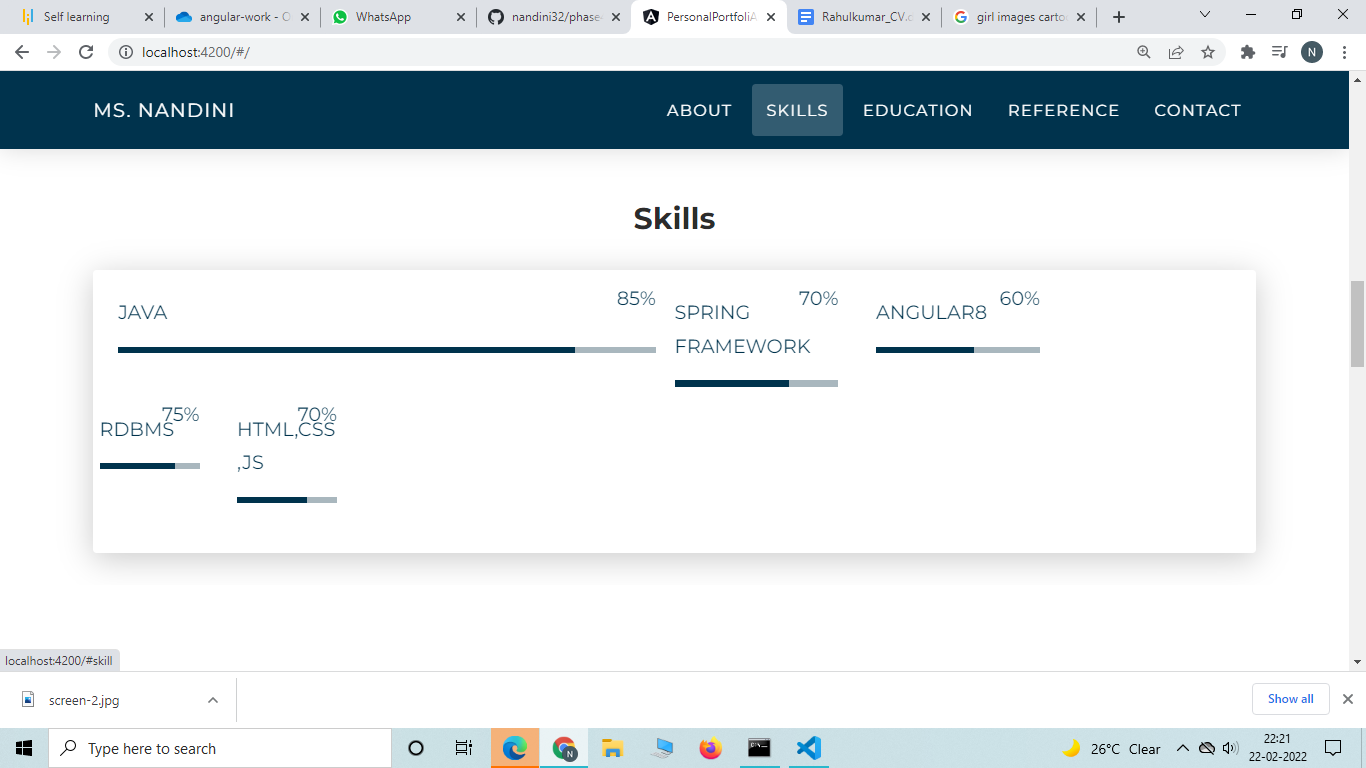 Self learning
angular-work - O
WhatsApp
nandini32/phase
PersonalPortfoliA
Rahulkumar_CV.d
girl images carto
localhost:4200/#/
N
MS. NANDINI
ABOUT
SKILLS
EDUCATION
REFERENCE
CONTACT
Skills
JAVA
85%
SPRING
FRAMEWORK
70%
ANGULAR8
60%
RDBMS
75%
HTML,CSS
,JS
70%
localhost:4200/#skill
screen-2.jpg
Show all
Type here to search
N
26°C Clear
22:21
22-02-2022